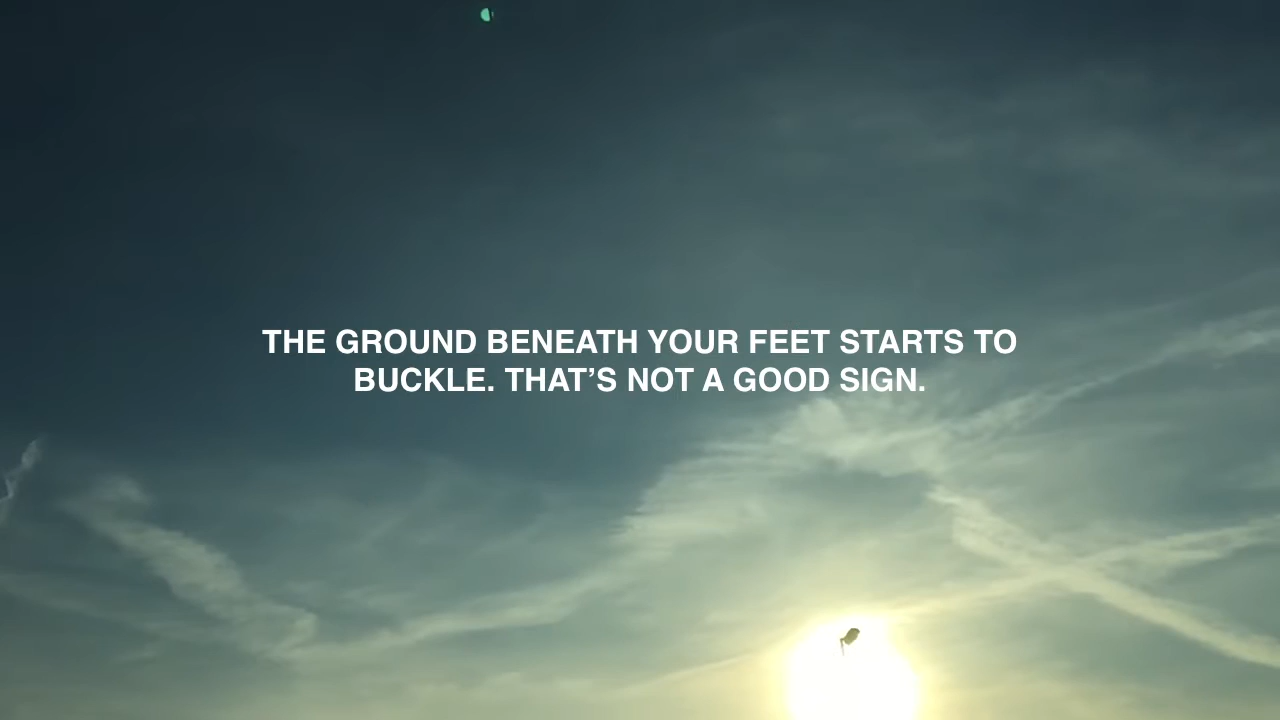 THE GROUND BENEATH YOUR FEET STARTS TO
BUCKLE. THAT’S NOT A GOOD SIGN.